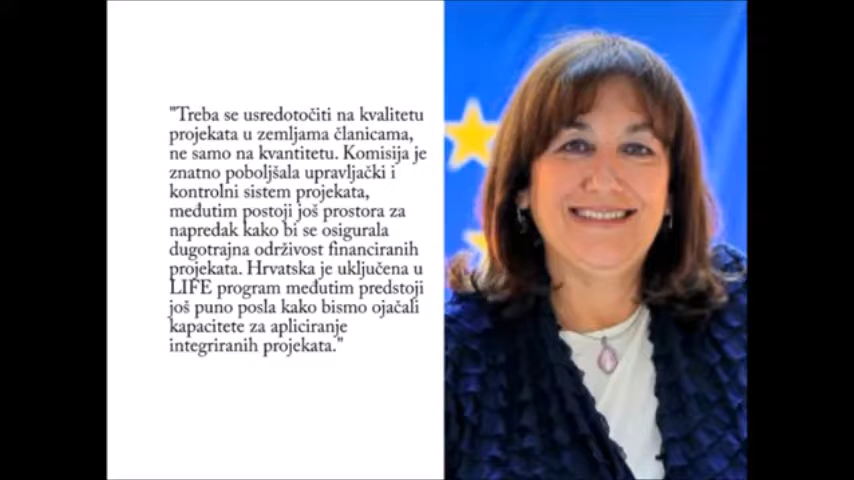 "Treba se usredotočiti na kvalitetu
projekata u zemljama članicama,
ne samo na kvantitetu. Komisija je
znatno poboljšala upravljački i
kontrolni sistem projekata,
međutim postoji još prostora za
napredak kako bi se osigurala
dugotrajna održivost financiranih
projekata. Hrvatska je uključena u
LIFE program međutim predstoji
još puno posla kako bismo ojačali
kapacitete za apliciranje
integriranih projekata."